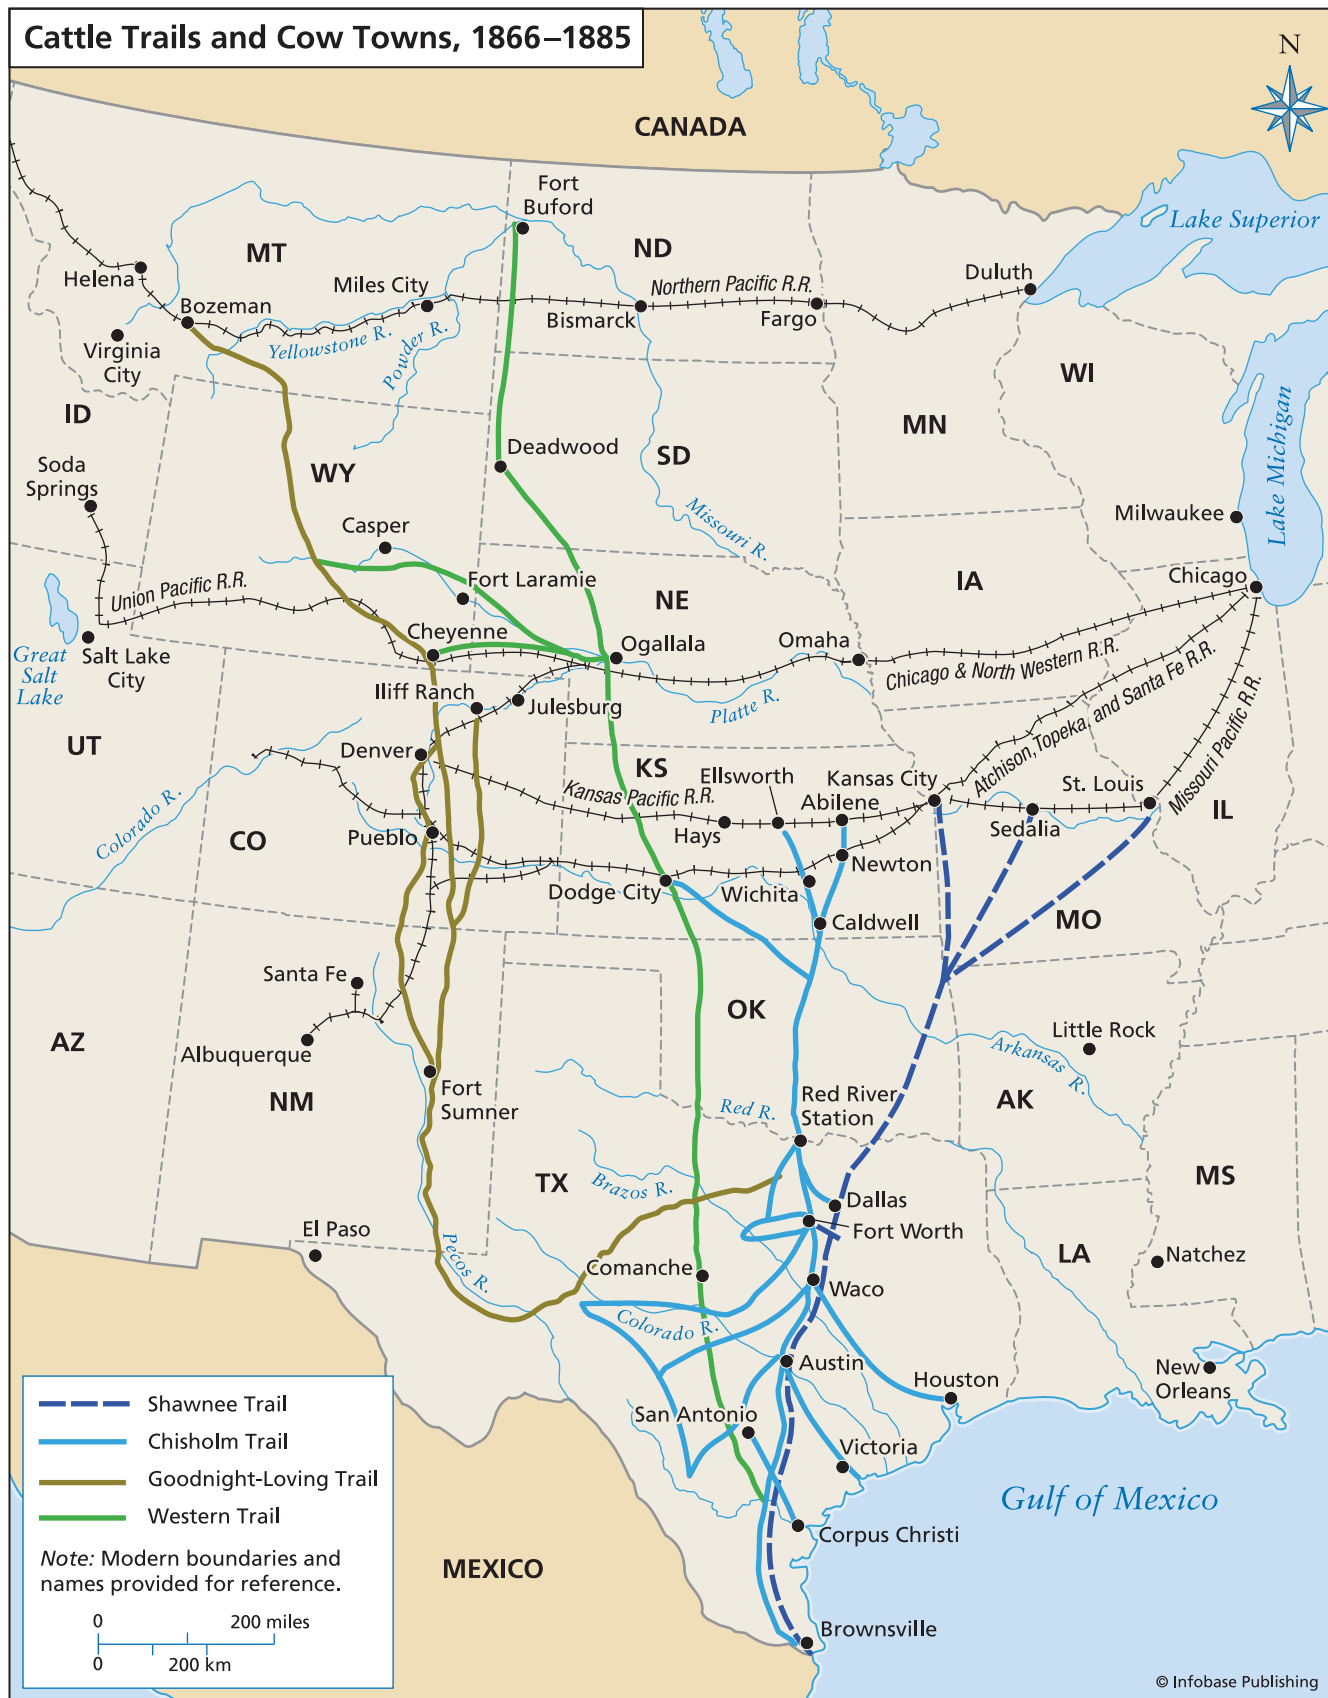 Cattle Trails and Cow Towns, 1866–1885
N
CANADA
Lake Superior
Fort
Buford
MT
ND
Helena
Miles City
Northern Pacific R.R.
Duluth
Bozeman
Bismarck
Fargo
Yellowstone R.
Powder R.
Virginia
City
WI
ID
MN
Lake Michigan
Deadwood
SD
WY
Soda
Springs
Missouri R.
Milwaukee
Casper
Chicago
IA
Fort Laramie
Union Pacific R.R.
NE
Cheyenne
Ogallala
Omaha
Great
Salt
Lake
Salt Lake
City
Chicago & North Western R.R.
Iliff Ranch
Julesburg
Platte R.
Atchison, Topeka, and Santa Fe R.R.
Missouri Pacific R.R.
UT
Denver
KS
Ellsworth
Kansas City
St. Louis
Kansas Pacific R.R.
Abilene
Colorado R.
Hays
Sedalia
IL
CO
Pueblo
Newton
Dodge City
Wichita
Caldwell
MO
Santa Fe
OK
Little Rock
AZ
Albuquerque
Arkansas R.
Fort
Sumner
NM
Red R.
Red River
Station
AK
TX
Brazos R.
MS
Dallas
El Paso
Fort Worth
Pecos R.
LA
Natchez
Comanche
Waco
Colorado R.
Austin
New
Orleans
Houston
San Antonio
Victoria
Gulf of Mexico
Corpus Christi
MEXICO
Brownsville
Shawnee Trail
Chisholm Trail
Goodnight-Loving Trail
Western Trail
Note: Modern boundaries and
names provided for reference.
0 200 miles
0 200 km
© Infobase Publishing